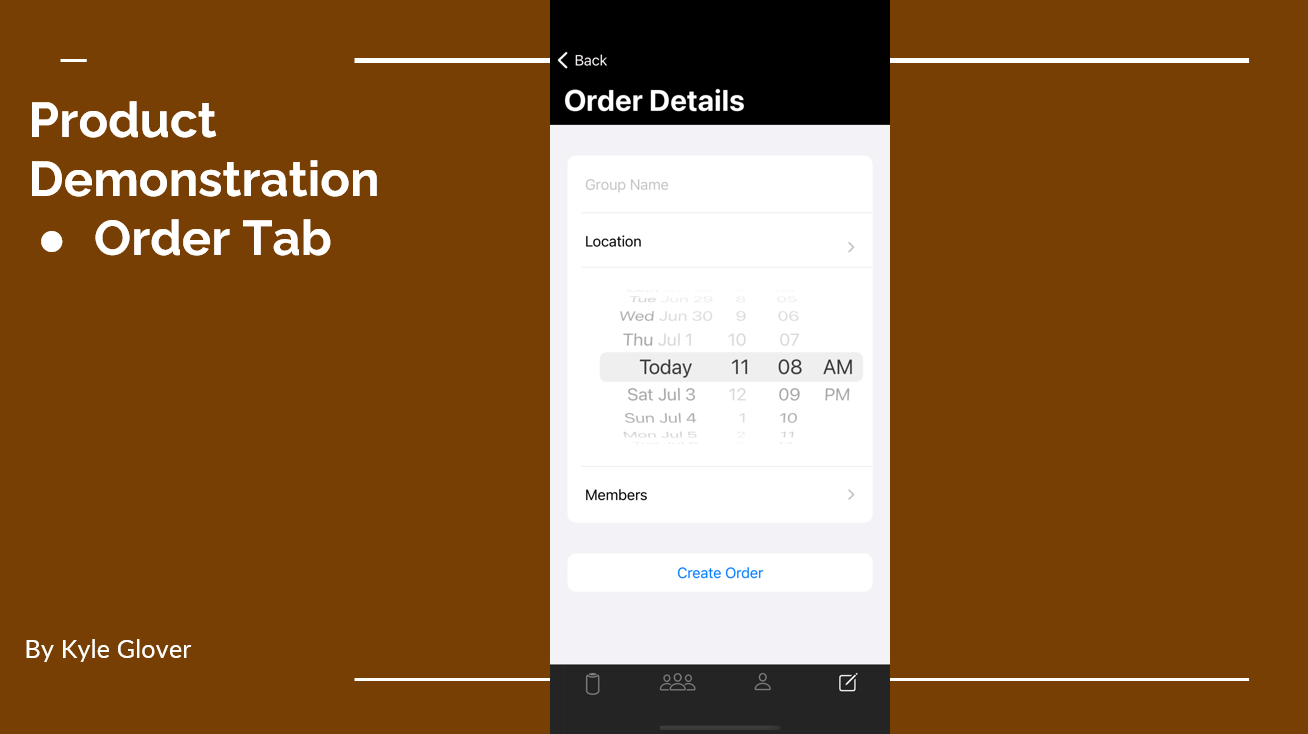 Product
Demonstration
● Order Tab
By Kyle Glover
Back
Order Details
Group Name
Location
Tue Jun 29 8 05
Wed Jun 30 9 06
Thu Jul 1 10 07
Today 11 08 AM
Sat Jul 3 12 09 PM
Sun Jul 4 1 10
Mon Jul 5 2 11
Members
Create Order